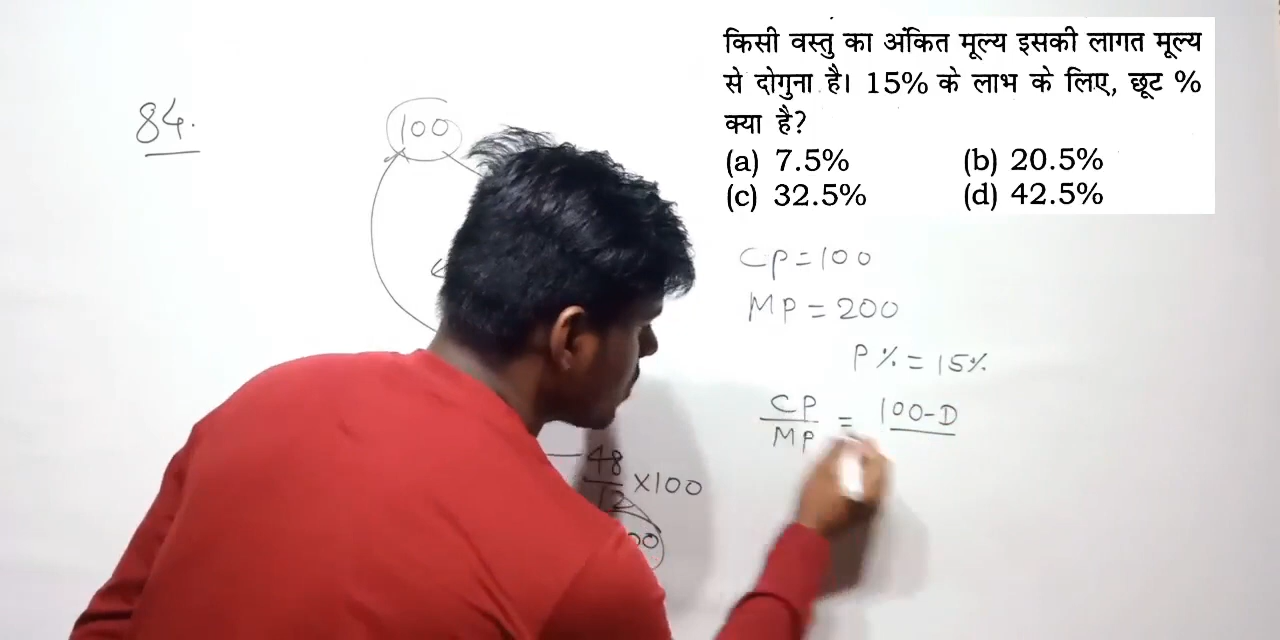 किसी वस्तु का अंकित मूल्य इसकी लागत मूल्य
से दोगुना है। 15% के लाभ के लिए, छूट %
क्या है?
(a) 7.5% (b) 20.5%
(c) 32.5% (d) 42.5%
84.
100
CP = 100
MP = 200
P% = 15%
CP/MP = 100-D
48/12 ×100
00